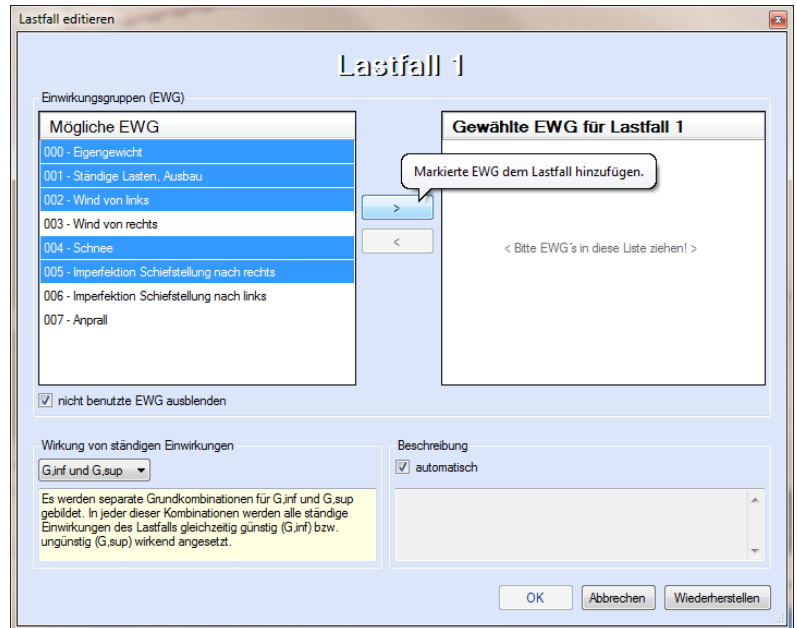 Lastfall editieren
Lastfall 1
Einwirkungsgruppen (EWG)
Mögliche EWG
000 - Eigengewicht
001 - Ständige Lasten, Ausbau
002 - Wind von links
003 - Wind von rechts
004 - Schnee
005 - Imperfektion Schiefstellung nach rechts
006 - Imperfektion Schiefstellung nach links
007 - Anprall
>
<
Markierte EWG dem Lastfall hinzufügen.
Gewählte EWG für Lastfall 1
< Bitte EWG´s in diese Liste ziehen! >
nicht benutzte EWG ausblenden
Wirkung von ständigen Einwirkungen
G,inf und G,sup
Es werden separate Grundkombinationen für G,inf und G,sup
gebildet. In jeder dieser Kombinationen werden alle ständige
Einwirkungen des Lastfalls gleichzeitig günstig (G,inf) bzw.
ungünstig (G,sup) wirkend angesetzt.
Beschreibung
automatisch
OK
Abbrechen
Wiederherstellen